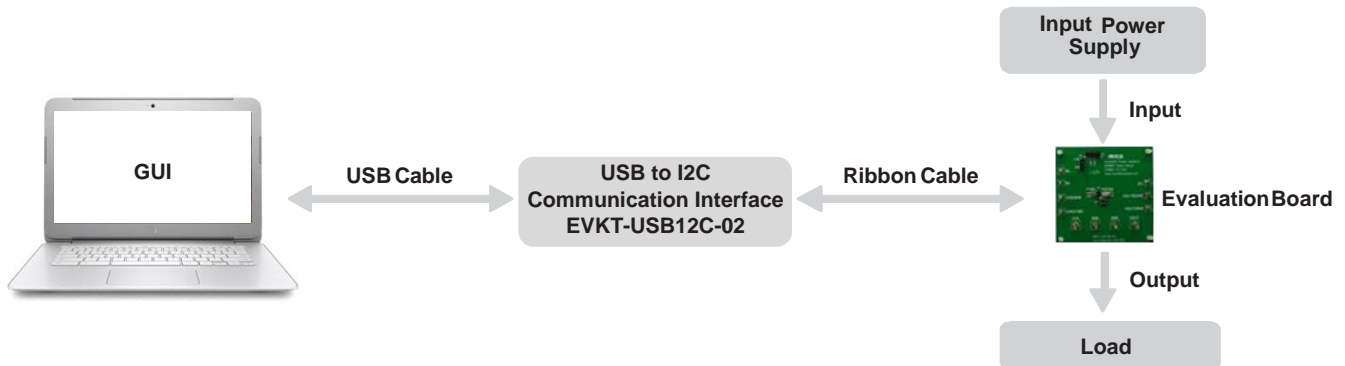 Input Power
Supply
Input
GUI
USB Cable
USB to I2C
Communication Interface
EVKT-USB12C-02
Ribbon Cable
Evaluation Board
Output
Load